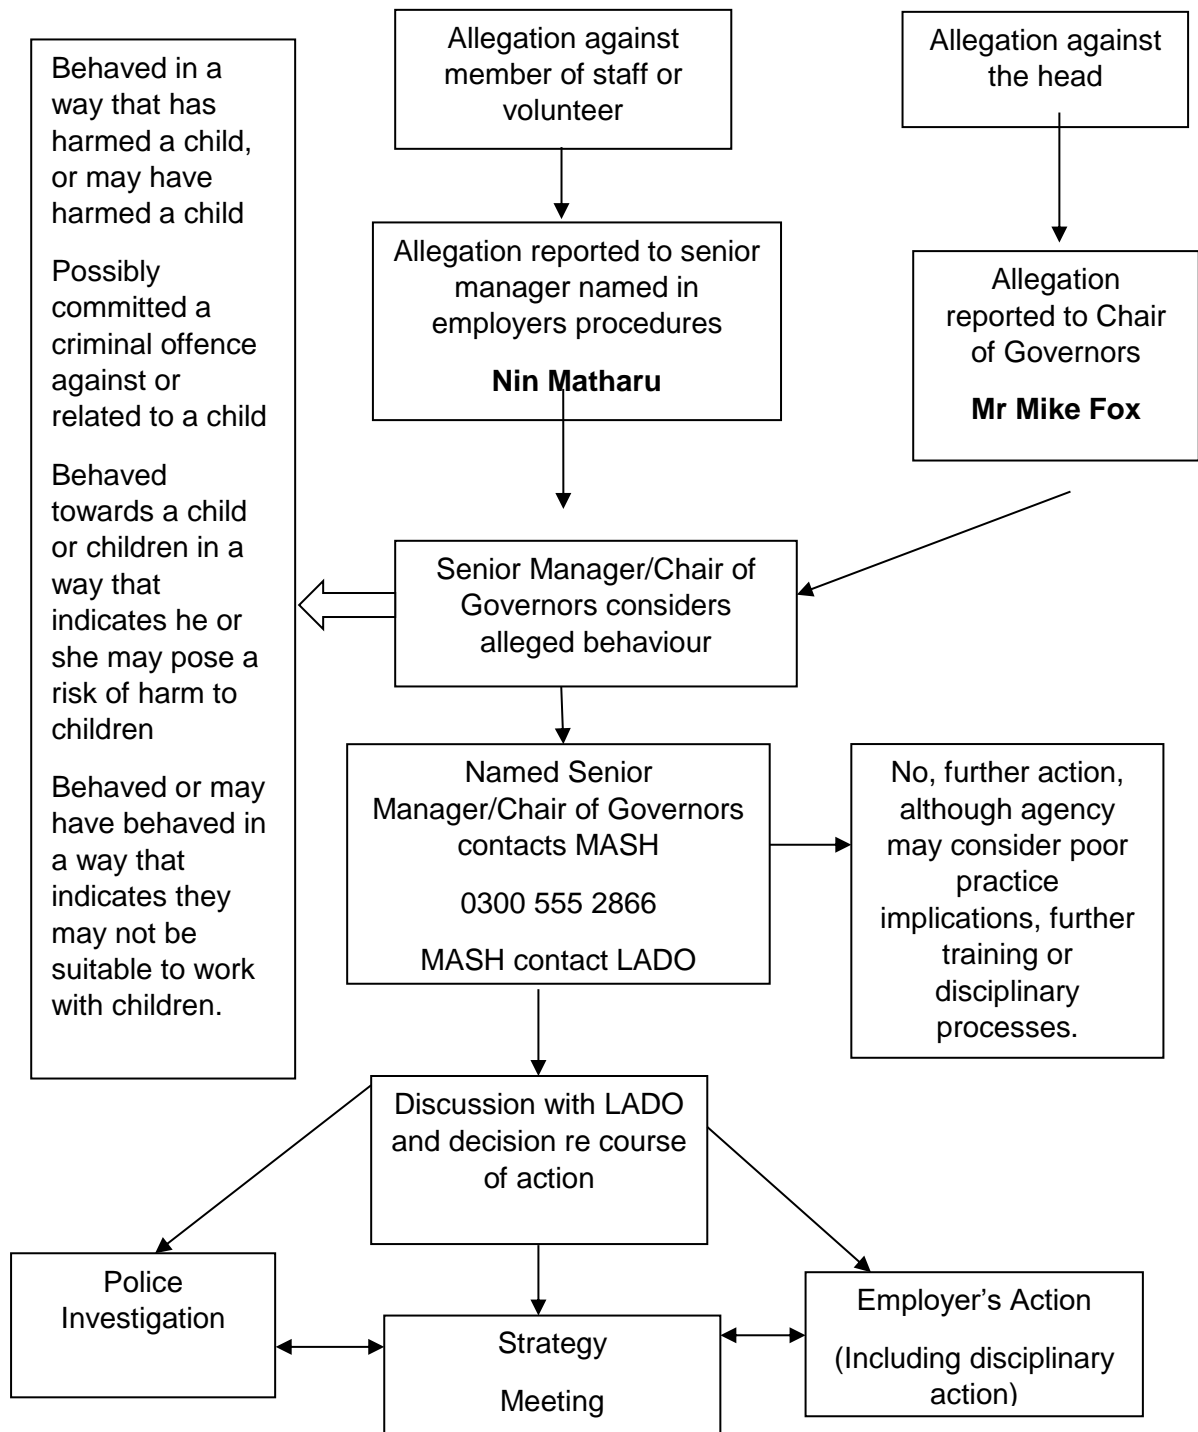 Behaved in a
way that has
harmed a child,
or may have
harmed a child
Possibly
committed a
criminal offence
against or
related to a child
Behaved
towards a child
or children in a
way that
indicates he or
she may pose a
risk of harm to
children
Behaved or may
have behaved in
a way that
indicates they
may not be
suitable to work
with children.
Allegation against
member of staff or
volunteer
Allegation against
the head
Allegation reported to senior
manager named in
employers procedures
Nin Matharu
Allegation
reported to Chair
of Governors
Mr Mike Fox
Senior Manager/Chair of
Governors considers
alleged behaviour
Named Senior
Manager/Chair of Governors
contacts MASH
0300 555 2866
MASH contact LADO
No, further action,
although agency
may consider poor
practice
implications, further
training or
disciplinary
processes.
Discussion with LADO
and decision re course
of action
Police
Investigation
Strategy
Meeting
Employer’s Action
(Including disciplinary
action)